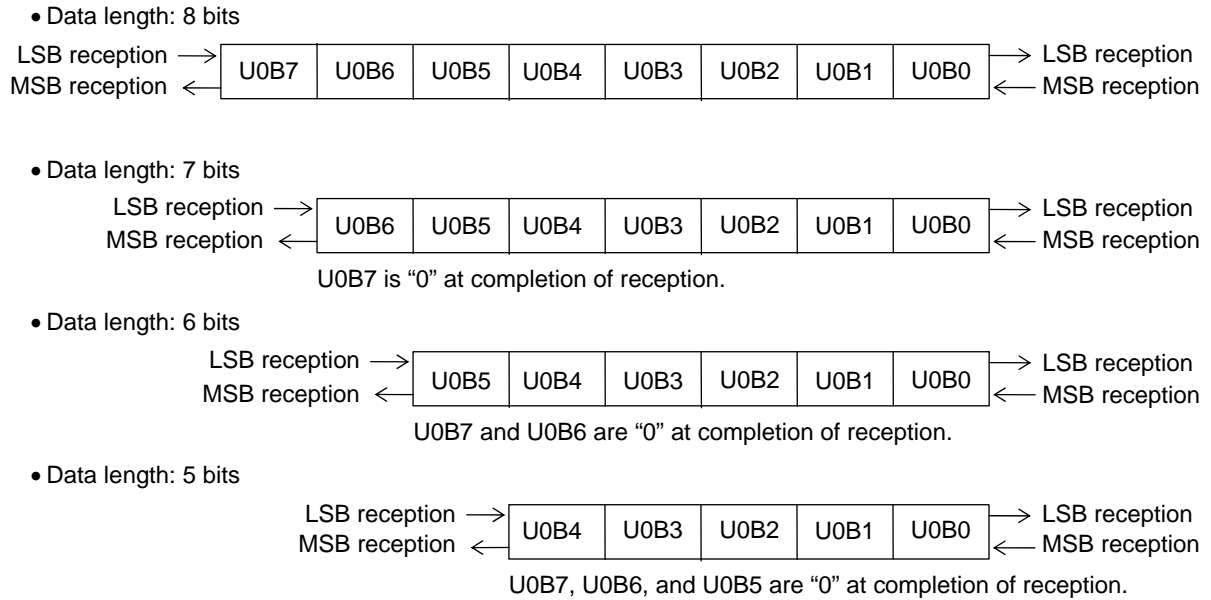 • Data length: 8 bits
LSB reception → U0B7 U0B6 U0B5 U0B4 U0B3 U0B2 U0B1 U0B0 → LSB reception
MSB reception ← ← MSB reception
• Data length: 7 bits
LSB reception → U0B6 U0B5 U0B4 U0B3 U0B2 U0B1 U0B0 → LSB reception
MSB reception ← ← MSB reception
U0B7 is “0” at completion of reception.
• Data length: 6 bits
LSB reception → U0B5 U0B4 U0B3 U0B2 U0B1 U0B0 → LSB reception
MSB reception ← ← MSB reception
U0B7 and U0B6 are “0” at completion of reception.
• Data length: 5 bits
LSB reception → U0B4 U0B3 U0B2 U0B1 U0B0 → LSB reception
MSB reception ← ← MSB reception
U0B7, U0B6, and U0B5 are “0” at completion of reception.